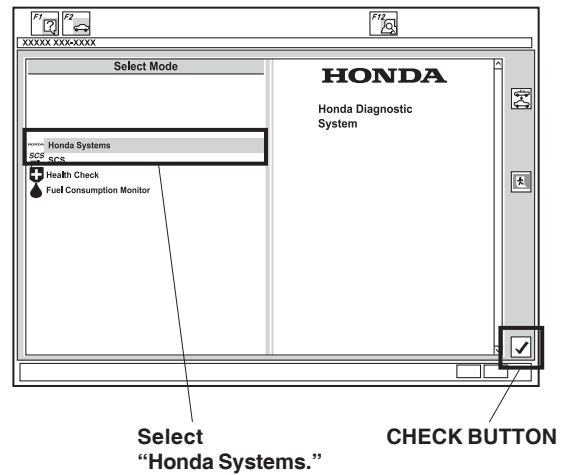 F1 F2 F12
XXXXX XXX-XXXX
Select Mode
HONDA
Honda Diagnostic
System
HONDA Honda Systems
SCS SCS
Health Check
Fuel Consumption Monitor
Select
“Honda Systems.”
CHECK BUTTON